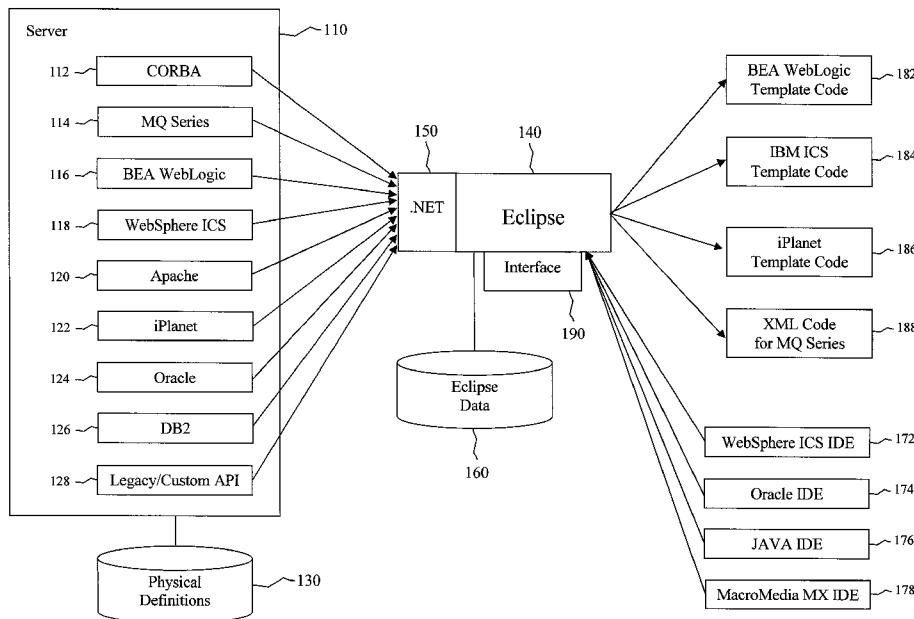 Server
110
112
CORBA
114
MQ Series
116
BEA WebLogic
118
WebSphere ICS
120
Apache
122
iPlanet
124
Oracle
126
DB2
128
Legacy/Custom API
Physical
Definitions
130
150
140
.NET
Eclipse
Interface
190
Eclipse
Data
160
BEA WebLogic
Template Code
182
IBM ICS
Template Code
184
iPlanet
Template Code
186
XML Code
for MQ Series
188
WebSphere ICS IDE
172
Oracle IDE
174
JAVA IDE
176
MacroMedia MX IDE
178